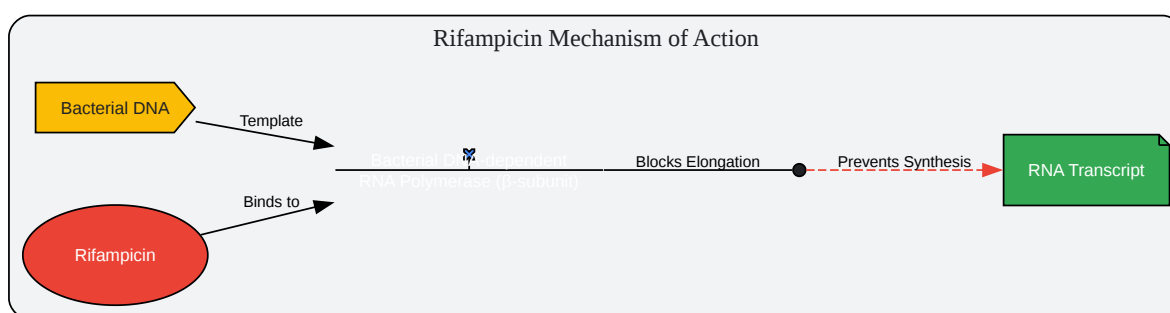 Rifampicin Mechanism of Action
Bacterial DNA
Template
Bacterial DNA-dependent
RNA Polymerase (β-subunit)
Blocks Elongation
Prevents Synthesis
RNA Transcript
Binds to
Rifampicin